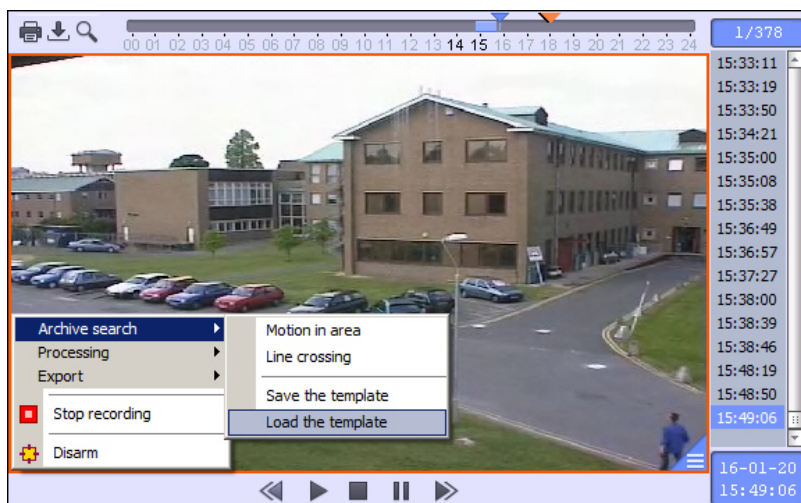 00 01 02 03 04 05 06 07 08 09 10 11 12 13 14 15 16 17 18 19 20 21 22 23 24
1/378
15:33:11
15:33:19
15:33:50
15:34:21
15:35:00
15:35:08
15:35:38
15:36:49
15:36:57
15:37:27
15:38:00
15:38:39
15:38:46
15:48:19
15:48:50
15:49:06
Archive search
Processing
Export
Stop recording
Disarm
Motion in area
Line crossing
Save the template
Load the template
16-01-20
15:49:06